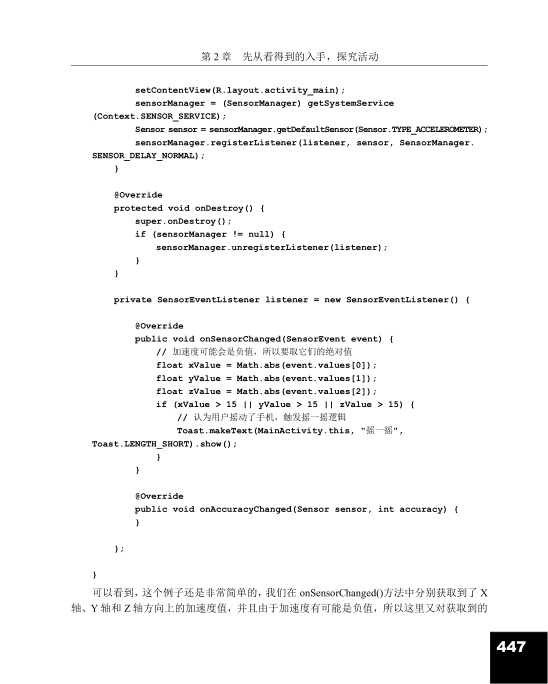 第 2 章　先从看得到的入手，探究活动
setContentView(R.layout.activity_main);
sensorManager = (SensorManager) getSystemService
(Context.SENSOR_SERVICE);
Sensor sensor = sensorManager.getDefaultSensor(Sensor.TYPE_ACCELEROMETER);
sensorManager.registerListener(listener, sensor, SensorManager.
SENSOR_DELAY_NORMAL);
}
@Override
protected void onDestroy() {
super.onDestroy();
if (sensorManager != null) {
sensorManager.unregisterListener(listener);
}
}
private SensorEventListener listener = new SensorEventListener() {
@Override
public void onSensorChanged(SensorEvent event) {
// 加速度可能会是负值，所以要取它们的绝对值
float xValue = Math.abs(event.values[0]);
float yValue = Math.abs(event.values[1]);
float zValue = Math.abs(event.values[2]);
if (xValue > 15 || yValue > 15 || zValue > 15) {
// 认为用户摇动了手机，触发摇一摇逻辑
Toast.makeText(MainActivity.this, "摇一摇",
Toast.LENGTH_SHORT).show();
}
}
@Override
public void onAccuracyChanged(Sensor sensor, int accuracy) {
}
};
}
可以看到，这个例子还是非常简单的，我们在 onSensorChanged()方法中分别获取到了 X
轴、Y 轴和 Z 轴方向上的加速度值，并且由于加速度有可能是负值，所以这里又对获取到的
447